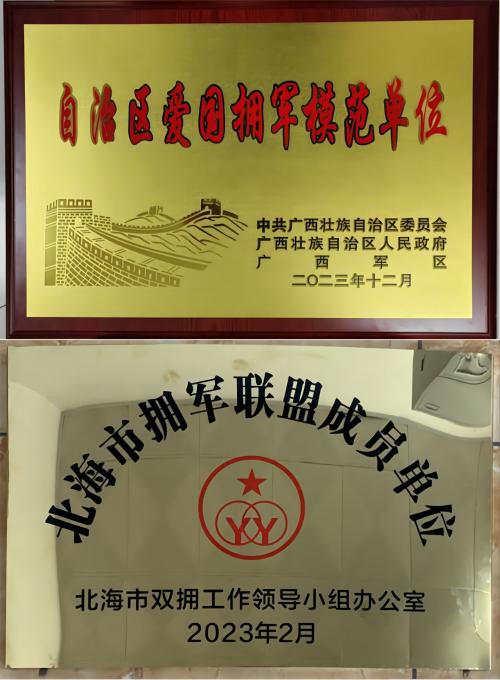 自治区爱国拥军模范单位
中共广西壮族自治区委员会
广西壮族自治区人民政府
广西军区
二〇二三年十二月
北海市拥军联盟成员单位
YY
北海市双拥工作领导小组办公室
2023年2月